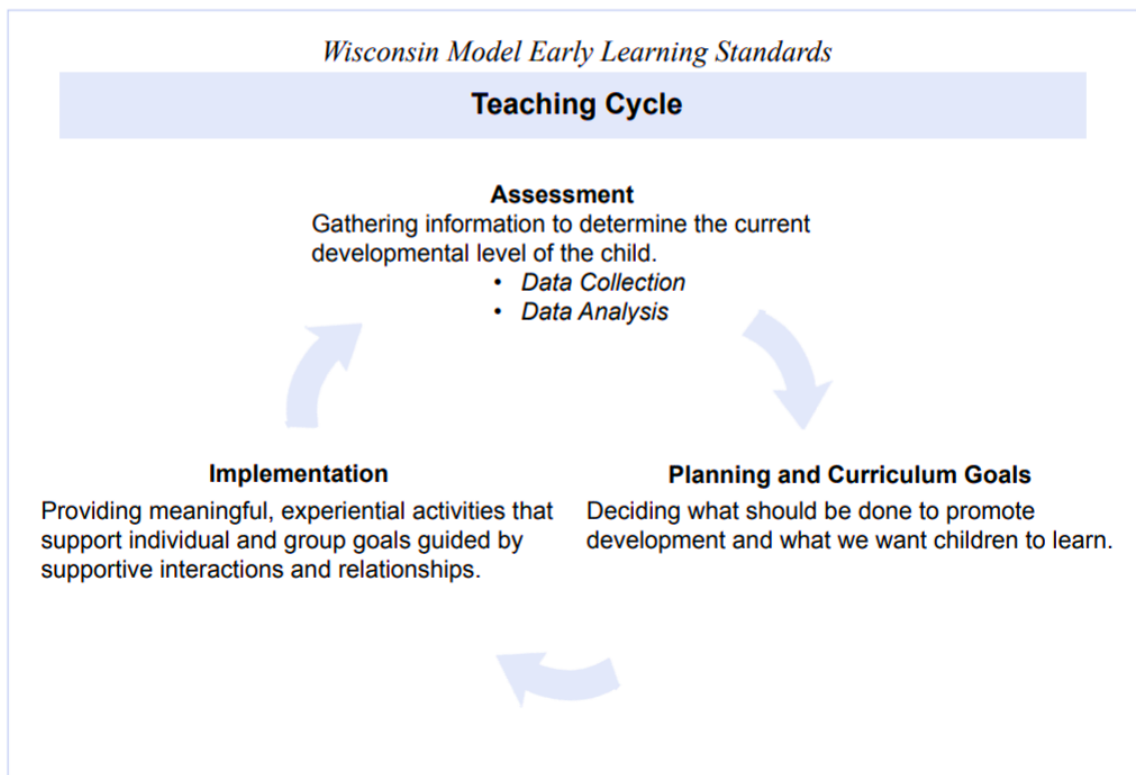 Wisconsin Model Early Learning Standards
Teaching Cycle
Assessment
Gathering information to determine the current
developmental level of the child.
• Data Collection
• Data Analysis
Implementation
Providing meaningful, experiential activities that
support individual and group goals guided by
supportive interactions and relationships.
Planning and Curriculum Goals
Deciding what should be done to promote
development and what we want children to learn.